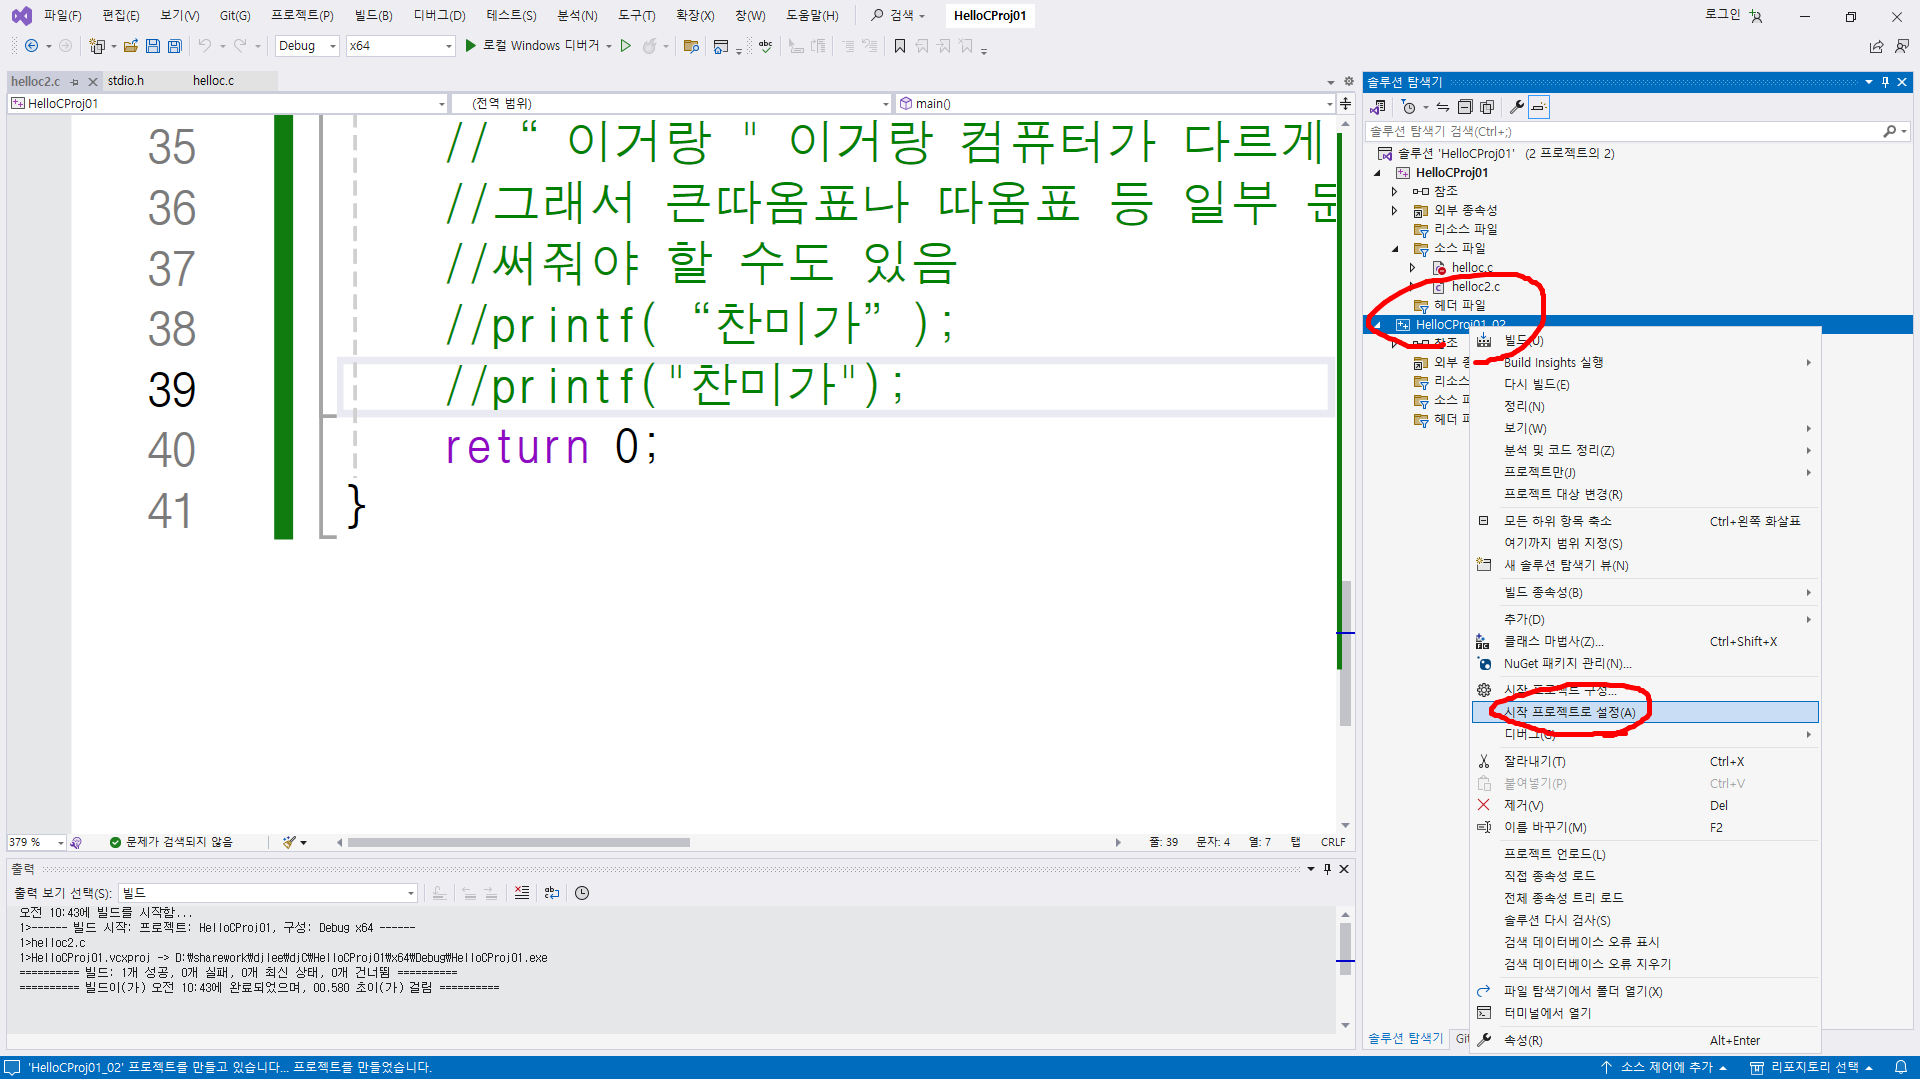 파일(F) 편집(E) 보기(V) Git(G) 프로젝트(P) 빌드(B) 디버그(D) 테스트(S) 분석(N) 도구(T) 확장(X) 창(W) 도움말(H) 검색 HelloCProj01 로그인
Debug x64 로컬 Windows 디버거
helloc2.c stdio.h helloc.c
HelloCProj01 (전역 범위) main()
35 // “ 이거랑 " 이거랑 컴퓨터가 다르게
36 //그래서 큰따옴표나 따옴표 등 일부
37 //써줘야 할 수도 있음
38 //printf( “찬미가” );
39 //printf("찬미가");
40 return 0;
41 }
379 % 문제가 검색되지 않음 줄: 39 문자: 4 열: 7 탭 CRLF
출력
출력 보기 선택(S): 빌드
오전 10:43에 빌드를 시작함...
1>------ 빌드 시작: 프로젝트: HelloCProj01, 구성: Debug x64 ------
1>helloc2.c
1>HelloCProj01.vcxproj -> D:\sharework\djlee\djC\HelloCProj01\x64\Debug\HelloCProj01.exe
========== 빌드: 1개 성공, 0개 실패, 0개 최신 상태, 0개 건너뜀 ==========
========== 빌드이(가) 오전 10:43에 완료되었으며, 00.580 초이(가) 걸림 ==========
솔루션 탐색기
솔루션 탐색기 검색(Ctrl+;)
솔루션 'HelloCProj01' (2 프로젝트의 2)
HelloCProj01
참조
외부 종속성
리소스 파일
소스 파일
helloc.c
helloc2.c
헤더 파일
HelloCProj01_02
참조
외부
리소스
소스
헤더
빌드(U)
Build Insights 실행
다시 빌드(E)
정리(N)
보기(W)
분석 및 코드 정리(Z)
프로젝트만(J)
프로젝트 대상 변경(R)
모든 하위 항목 축소 Ctrl+왼쪽 화살표
여기까지 범위 지정(S)
새 솔루션 탐색기 뷰(N)
빌드 종속성(B)
추가(D)
클래스 마법사(Z)... Ctrl+Shift+X
NuGet 패키지 관리(N)...
시작 프로젝트 구성...
시작 프로젝트로 설정(A)
디버그(G)
잘라내기(T) Ctrl+X
붙여넣기(P) Ctrl+V
제거(V) Del
이름 바꾸기(M) F2
프로젝트 언로드(L)
직접 종속성 로드
전체 종속성 트리 로드
솔루션 다시 검사(S)
검색 데이터베이스 오류 표시
검색 데이터베이스 오류 지우기
파일 탐색기에서 폴더 열기(X)
터미널에서 열기
속성(R) Alt+Enter
솔루션 탐색기 Git
'HelloCProj01_02' 프로젝트를 만들고 있습니다... 프로젝트를 만들었습니다. 소스 제어에 추가 리포지토리 선택